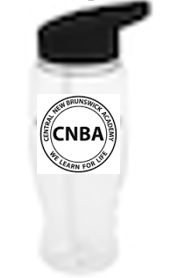 CENTRAL NEW BRUNSWICK ACADEMY
CNBA
WE LEARN FOR LIFE